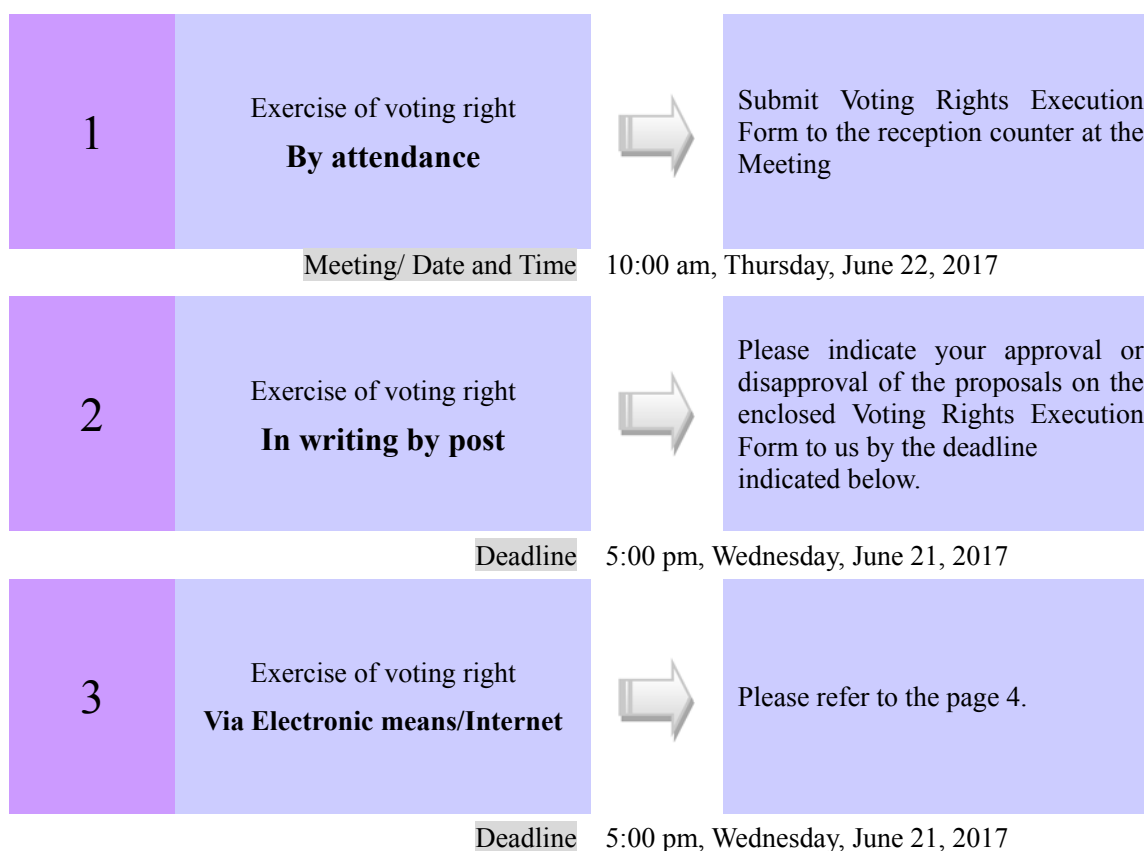 1
Exercise of voting right
By attendance
Submit Voting Rights Execution
Form to the reception counter at the
Meeting
Meeting/ Date and Time 10:00 am, Thursday, June 22, 2017
2
Exercise of voting right
In writing by post
Please indicate your approval or
disapproval of the proposals on the
enclosed Voting Rights Execution
Form to us by the deadline
indicated below.
Deadline 5:00 pm, Wednesday, June 21, 2017
3
Exercise of voting right
Via Electronic means/Internet
Please refer to the page 4.
Deadline 5:00 pm, Wednesday, June 21, 2017